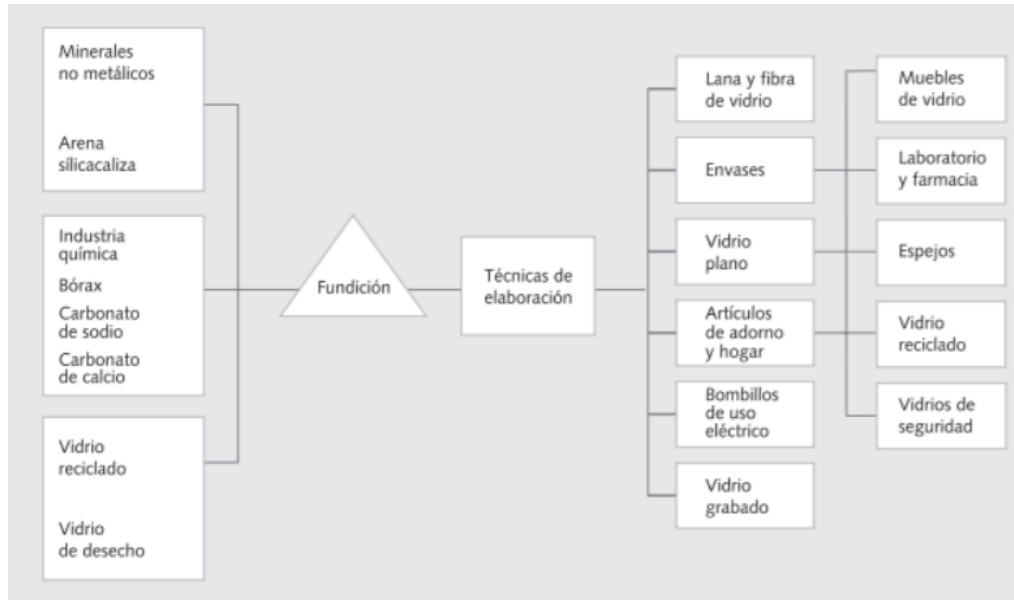 Minerales
no metálicos
Arena
sílicacaliza
Industria
química
Bórax
Carbonato
de sodio
Carbonato
de calcio
Vidrio
reciclado
Vidrio
de desecho
Fundición
Técnicas de
elaboración
Lana y fibra
de vidrio
Envases
Vidrio
plano
Artículos
de adorno
y hogar
Bombillos
de uso
eléctrico
Vidrio
grabado
Muebles
de vidrio
Laboratorio
y farmacia
Espejos
Vidrio
reciclado
Vidrios de
seguridad